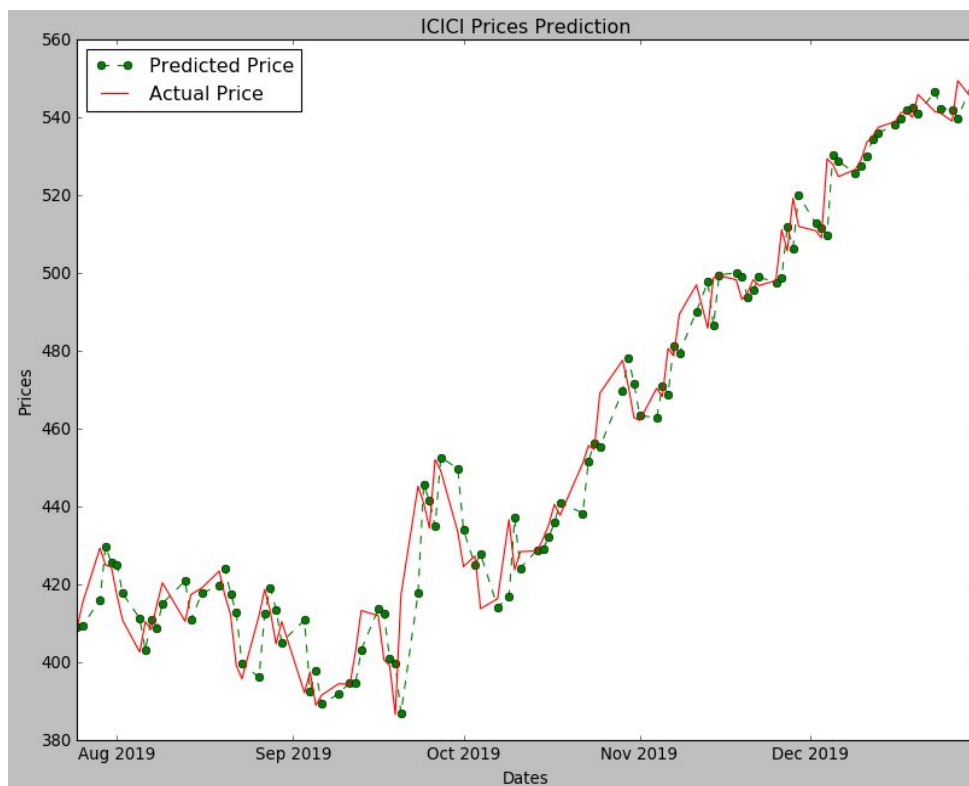 ICICI Prices Prediction
Predicted Price
Actual Price
560
540
520
500
480
460
440
420
400
380
Prices
Aug 2019 Sep 2019 Oct 2019 Nov 2019 Dec 2019
Dates